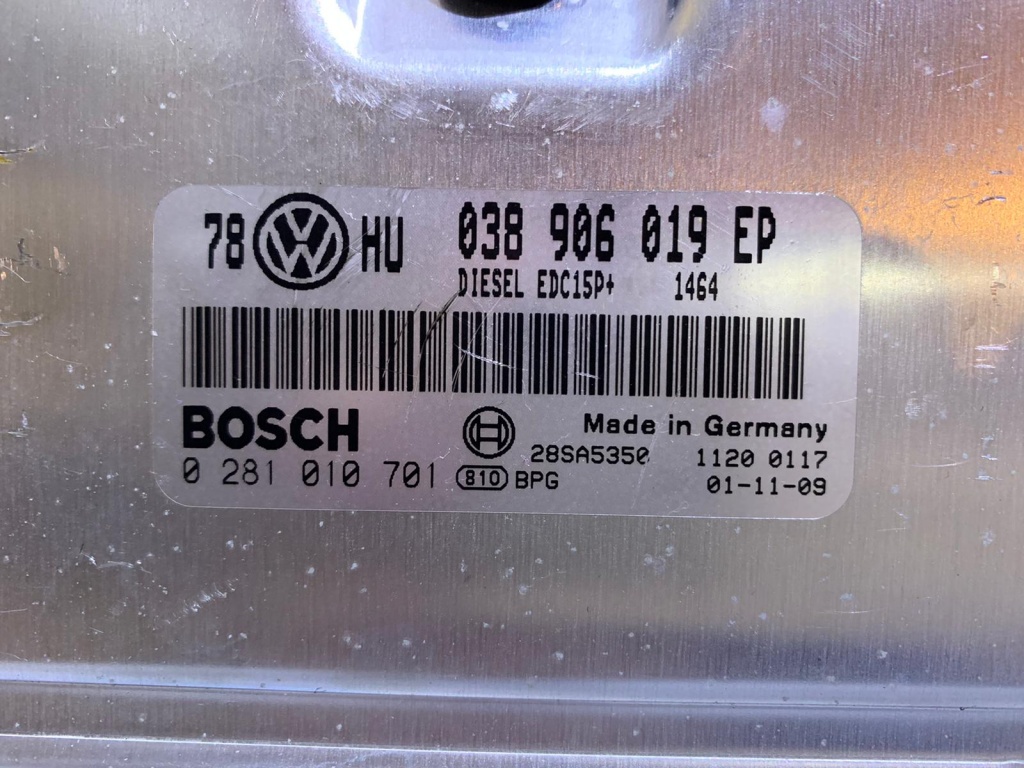 78 HU 038 906 019 EP
DIESEL EDC15P+ 1464
BOSCH
Made in Germany
28SA5350 1120 0117
0 281 010 701 810 BPG
01-11-09